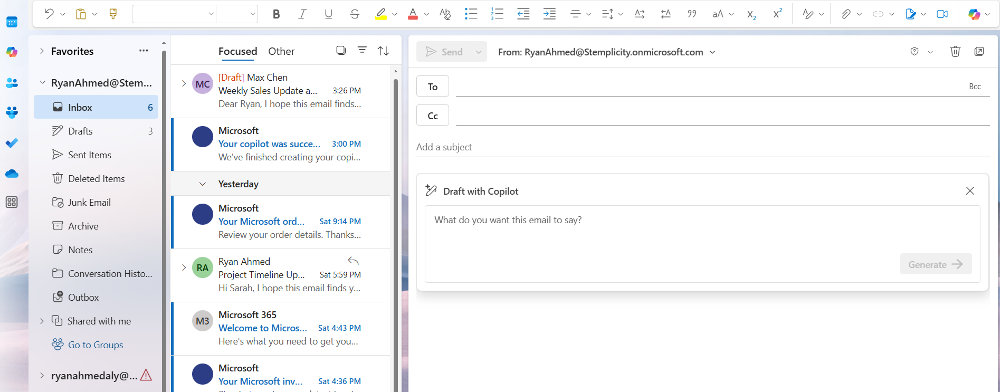 B I U S A Ab 99 aA X₂ X² A
Favorites
RyanAhmed@Stem...
Inbox 6
Drafts 3
Sent Items
Deleted Items
Junk Email
Archive
Notes
Conversation Histo...
Outbox
Shared with me
Go to Groups
ryanahmedaly@...
Focused Other
MC
[Draft] Max Chen
Weekly Sales Update a... 3:26 PM
Dear Ryan, I hope this email finds...
Microsoft
Your copilot was succe... 3:00 PM
We've finished creating your copi...
Yesterday
Microsoft
Your Microsoft ord... Sat 9:14 PM
Review your order details. Thanks...
RA
Ryan Ahmed
Project Timeline Up... Sat 5:59 PM
Hi Sarah, I hope this email finds y...
M3
Microsoft 365
Welcome to Micros... Sat 4:43 PM
Here's what you need to get you...
Microsoft
Your Microsoft inv... Sat 4:36 PM
Send From: RyanAhmed@Stemplicity.onmicrosoft.com
To Bcc
Cc
Add a subject
Draft with Copilot
What do you want this email to say?
Generate